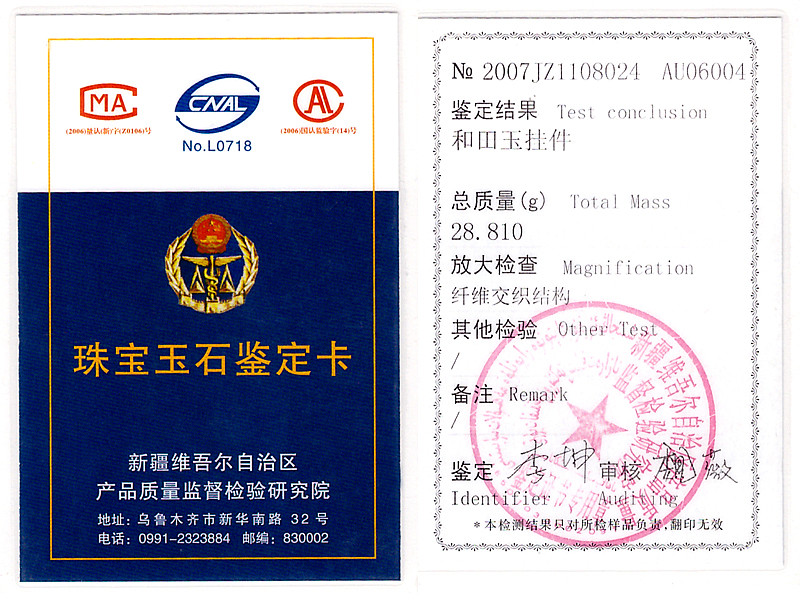 MA
(2006)量认(新)字(Z0106)号
CNAL
No.L0718
AL
(2006)国认监验字(14)号
珠宝玉石鉴定卡
新疆维吾尔自治区
产品质量监督检验研究院
地址: 乌鲁木齐市新华南路 32 号
电话: 0991-2323884 邮编: 830002
№ 2007JZ1108024 AU06004
鉴定结果 Test conclusion
和田玉挂件
总质量(g) Total Mass
28.810
放大检查 Magnification
纤维交织结构
其他检验 Other Test
/
备注 Remark
/
鉴定 李坤 审核
Identifier Auditing
*本检测结果只对所检样品负责,翻印无效